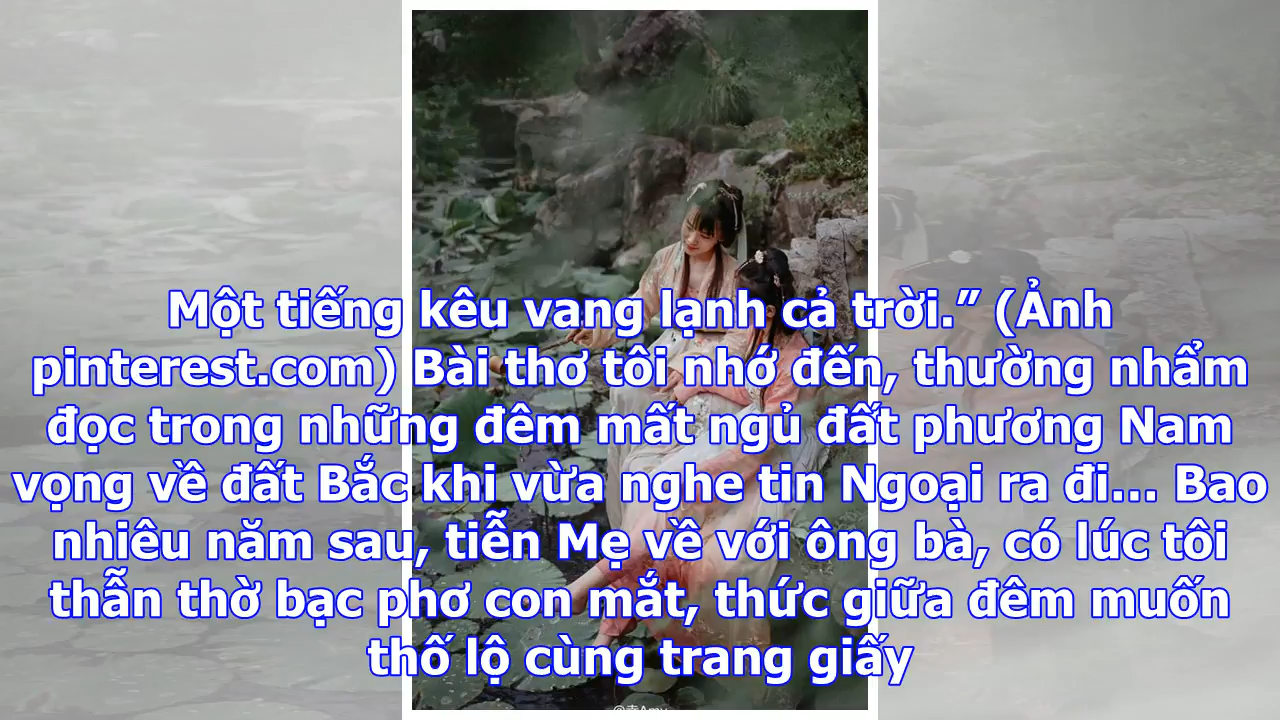 Một tiếng kêu vang lạnh cả trời.” (Ảnh
pinterest.com) Bài thơ tôi nhớ đến, thường nhẩm
đọc trong những đêm mất ngủ đất phương Nam
vọng về đất Bắc khi vừa nghe tin Ngoại ra đi... Bao
nhiêu năm sau, tiễn Mẹ về với ông bà, có lúc tôi
thẫn thờ bạc phơ con mắt, thức giữa đêm muốn
thố lộ cùng trang giấy